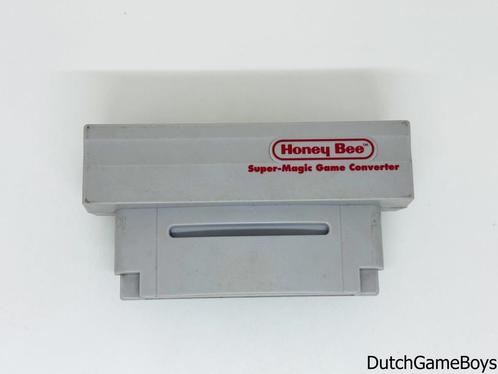 Honey Bee™
Super-Magic Game Converter
DutchGameBoys